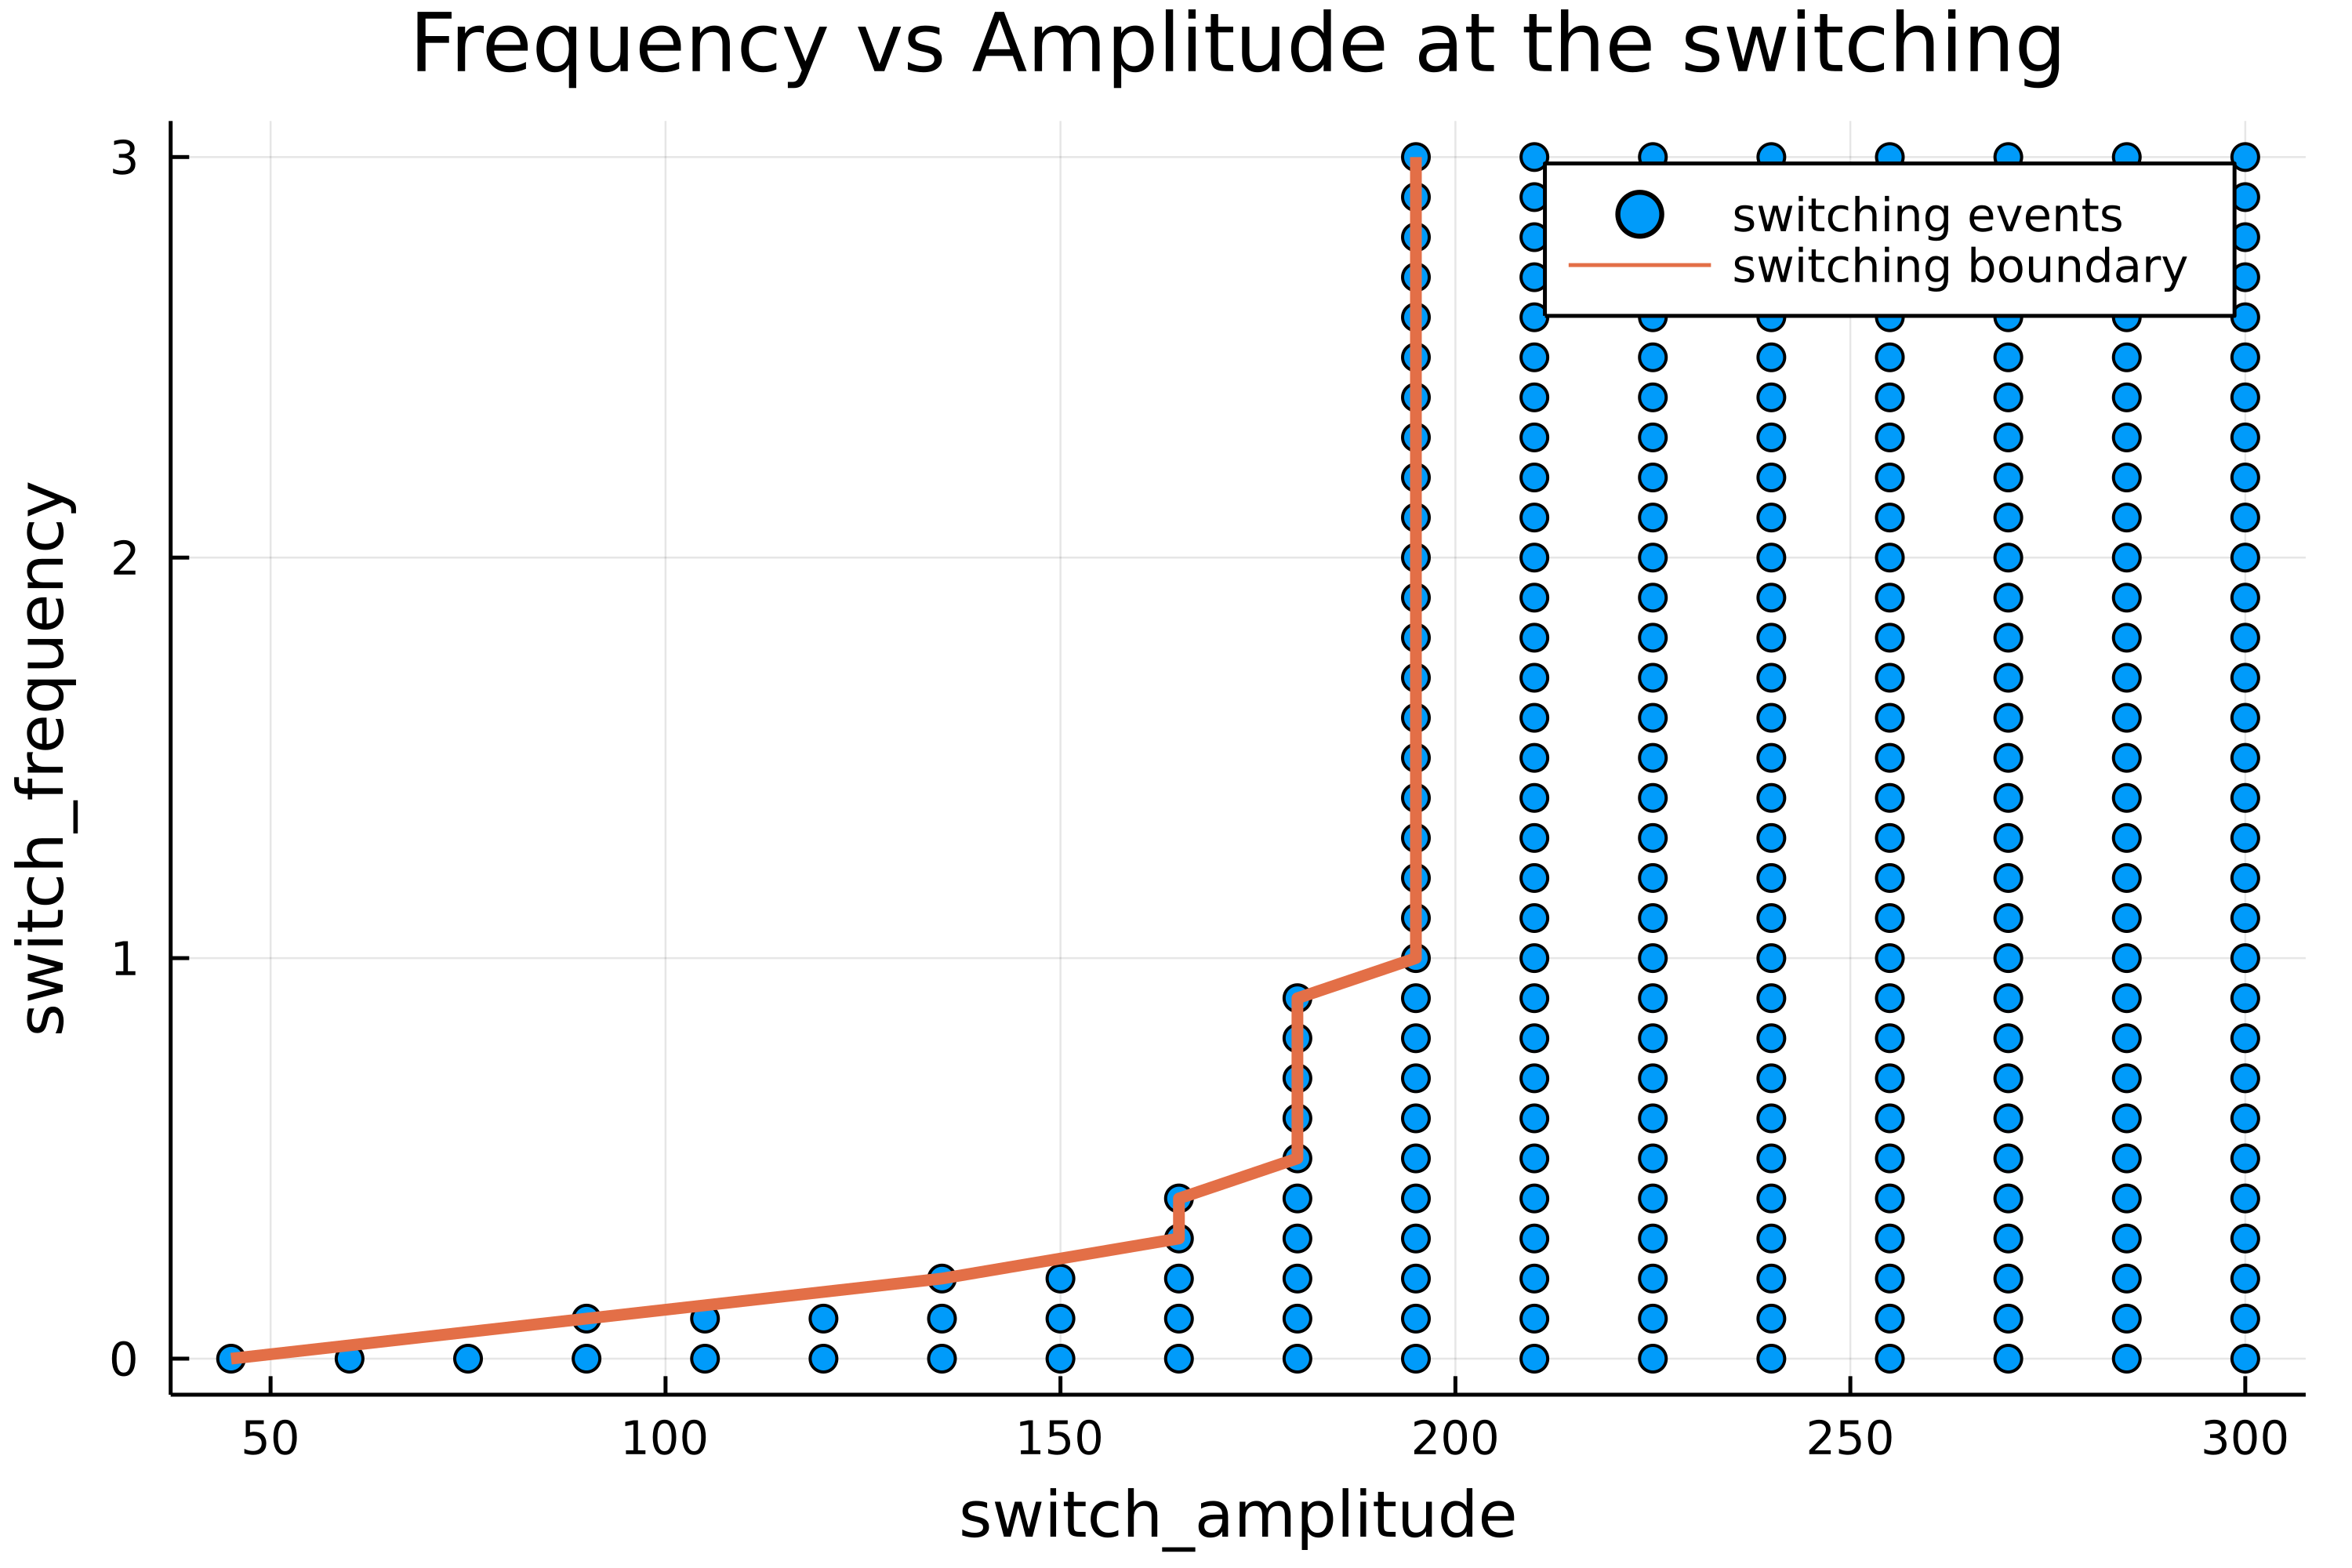 Frequency vs Amplitude at the switching
switch_frequency
3
2
1
0
switching events
switching boundary
50 100 150 200 250 300
switch_amplitude